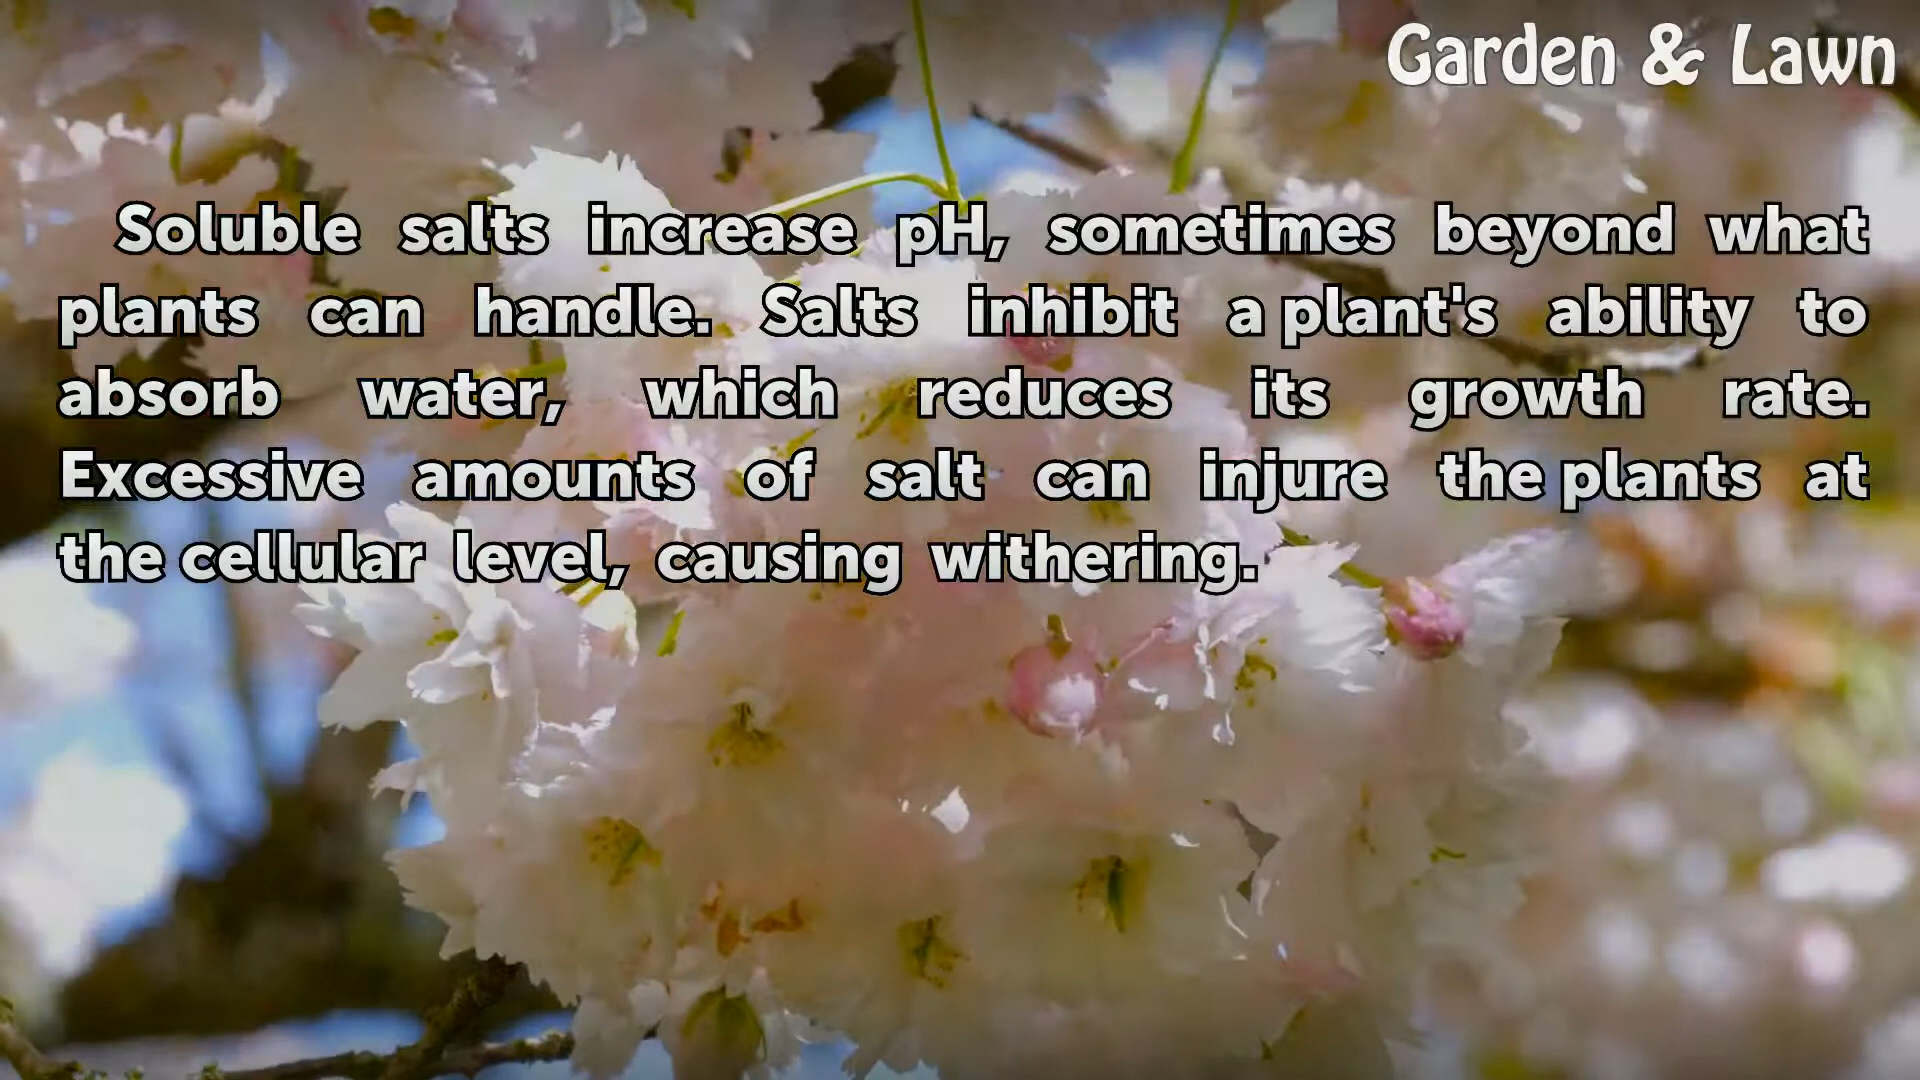 Garden & Lawn
Soluble salts increase pH, sometimes beyond what
plants can handle. Salts inhibit a plant's ability to
absorb water, which reduces its growth rate.
Excessive amounts of salt can injure the plants at
the cellular level, causing withering.